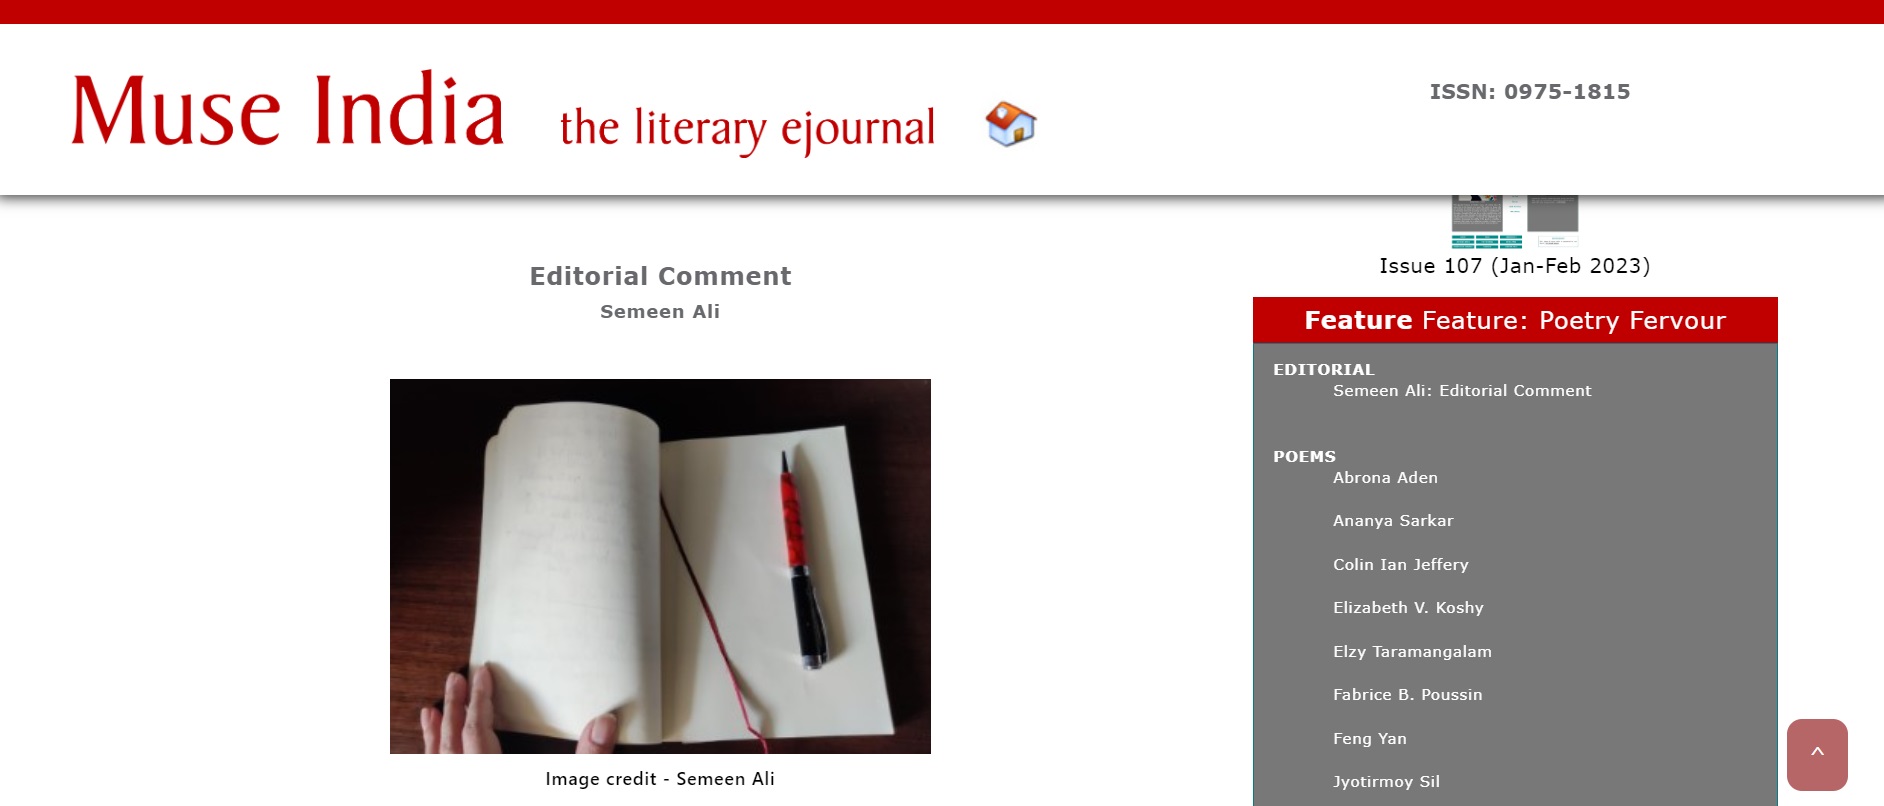 Muse India the literary ejournal
ISSN: 0975-1815
Editorial Comment
Semeen Ali
Image credit - Semeen Ali
Issue 107 (Jan-Feb 2023)
Feature Feature: Poetry Fervour
EDITORIAL
Semeen Ali: Editorial Comment
POEMS
Abrona Aden
Ananya Sarkar
Colin Ian Jeffery
Elizabeth V. Koshy
Elzy Taramangalam
Fabrice B. Poussin
Feng Yan
Jyotirmoy Sil
^